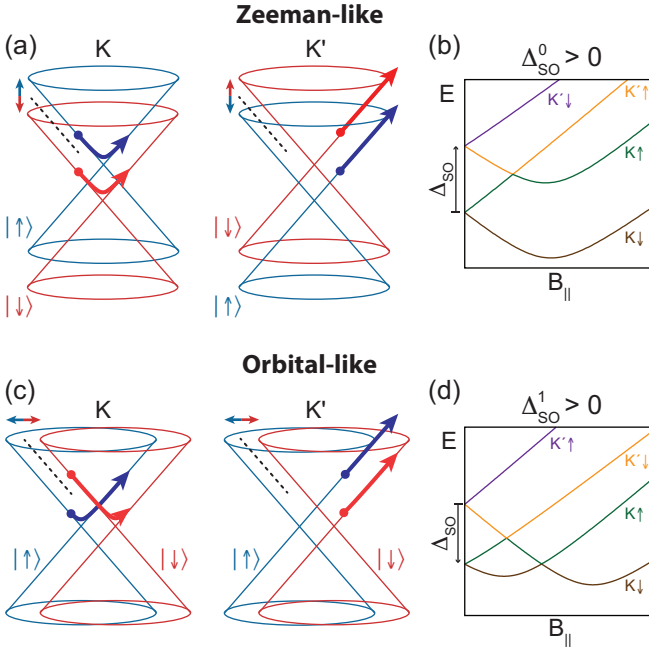 Zeeman-like
(a)
K
K'
|↑⟩
|↓⟩
|↓⟩
|↑⟩
(b)
Δ⁰SO > 0
E
K´↓
K´↑
K↑
K↓
ΔSO
B||
Orbital-like
(c)
K
K'
|↑⟩
|↓⟩
|↑⟩
|↓⟩
(d)
Δ¹SO > 0
E
K´↑
K´↓
K↑
K↓
ΔSO
B||